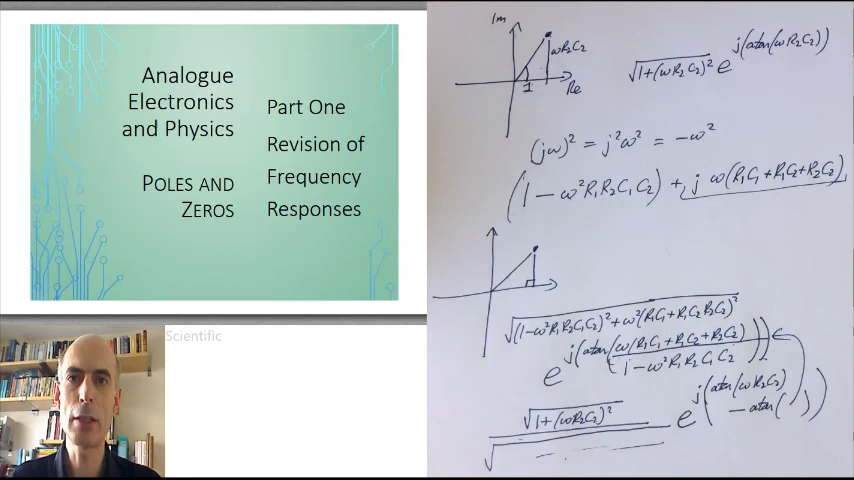 Analogue
Electronics
and Physics
POLES AND
ZEROS
Part One
Revision of
Frequency
Responses
Scientific
Im
ωR₂C₂
1
Re
√1+(ωR₂C₂)² e^j(atan(ωR₂C₂))
(jω)² = j²ω² = -ω²
(1 - ω²R₁R₂C₁C₂) + j ω(R₁C₁+R₁C₂+R₂C₂)
√(1-ω²R₁R₂C₁C₂)²+ω²(R₁C₁+R₁C₂R₂C₂)²
e^j(atan(ω(R₁C₁+R₁C₂+R₂C₂)/(1-ω²R₁R₂C₁C₂)))
√1+(ωR₂C₂)² / √ e^j(atan(ωR₂C₂) - atan( ))